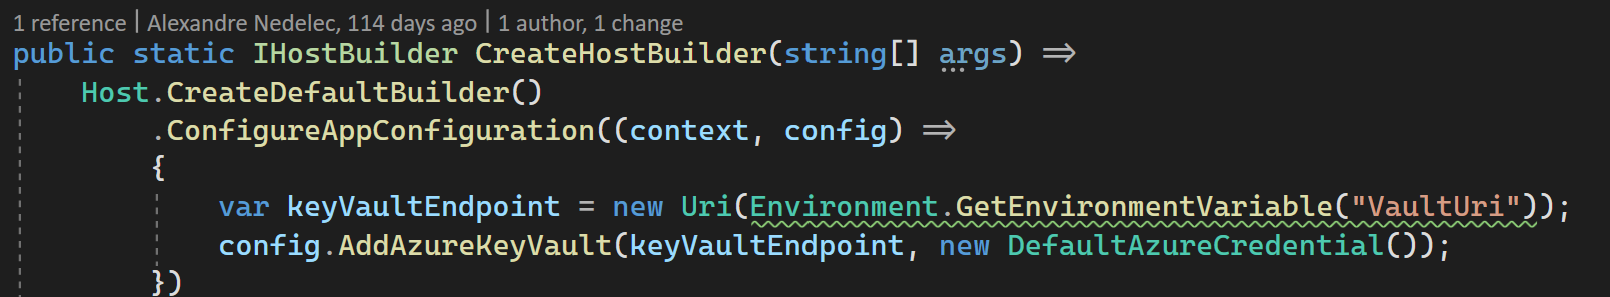 1 reference | Alexandre Nedelec, 114 days ago | 1 author, 1 change
public static IHostBuilder CreateHostBuilder(string[] args) =>
Host.CreateDefaultBuilder()
.ConfigureAppConfiguration((context, config) =>
{
var keyVaultEndpoint = new Uri(Environment.GetEnvironmentVariable("VaultUri"));
config.AddAzureKeyVault(keyVaultEndpoint, new DefaultAzureCredential());
})